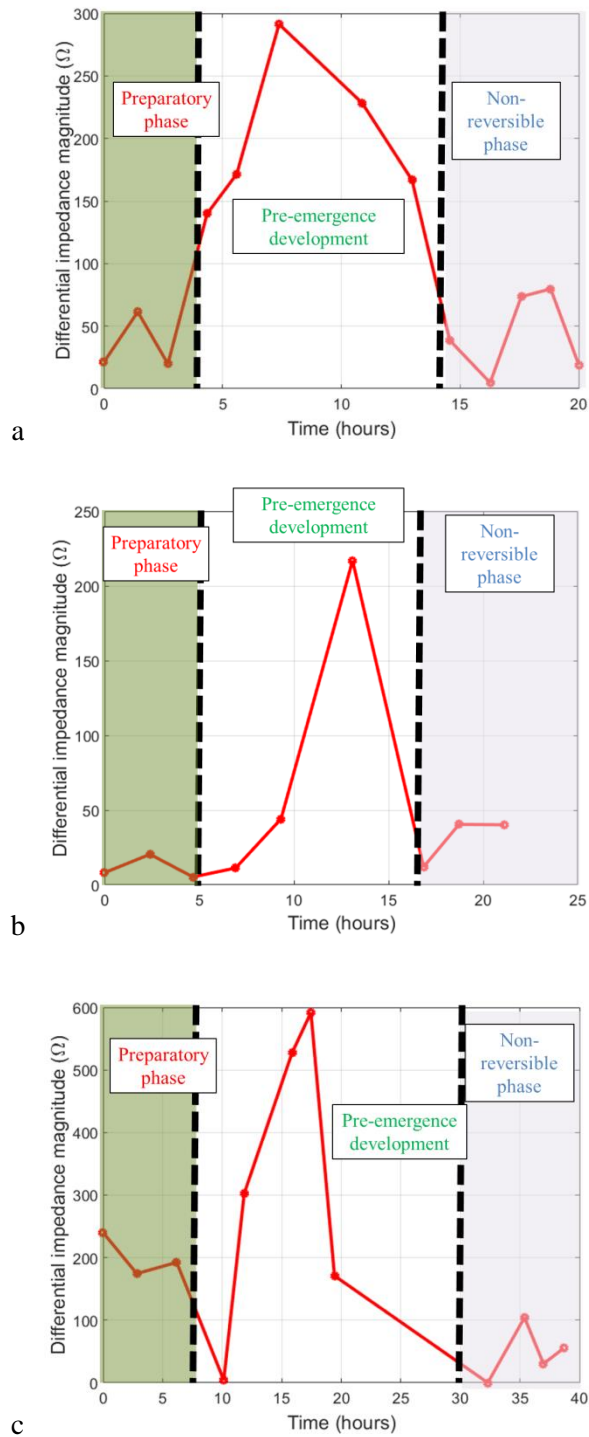 300
250
200
150
100
50
0
Differential impedance magnitude (Ω)
Preparatory
phase
Pre-emergence
development
Non-
reversible
phase
0 5 10 15 20
Time (hours)
a
250
200
150
100
50
0
Differential impedance magnitude (Ω)
Preparatory
phase
Pre-emergence
development
Non-
reversible
phase
0 5 10 15 20 25
Time (hours)
b
600
500
400
300
200
100
0
Differential impedance magnitude (Ω)
Preparatory
phase
Pre-emergence
development
Non-
reversible
phase
0 5 10 15 20 25 30 35 40
Time (hours)
c